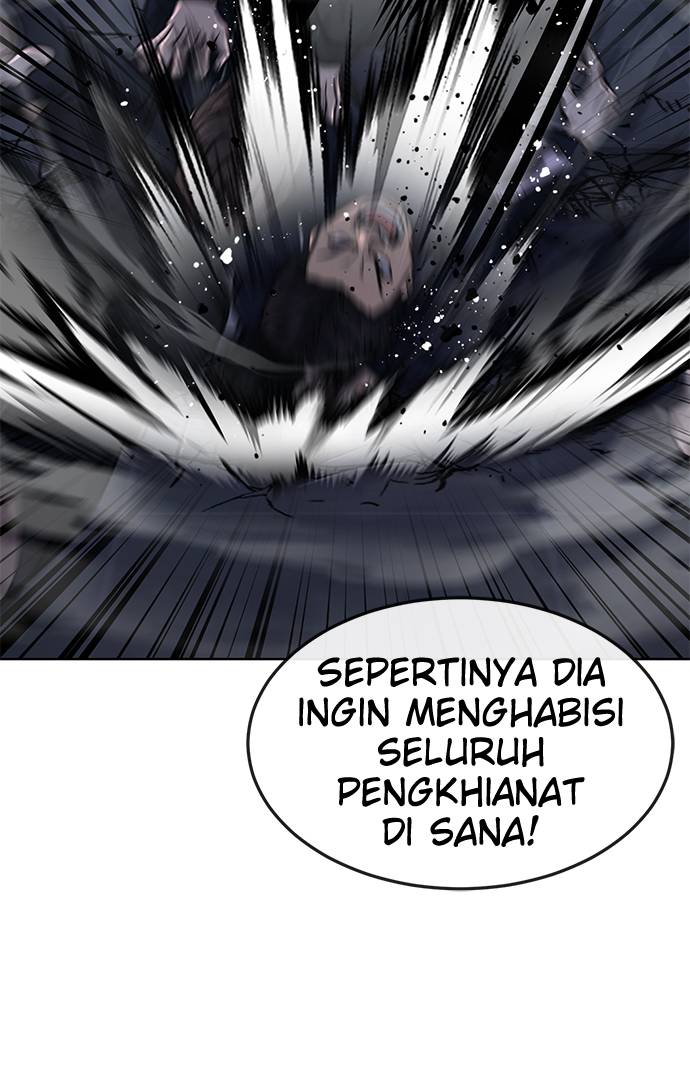 SEPERTINYA DIA
INGIN MENGHABISI
SELURUH
PENGKHIANAT
DI SANA!